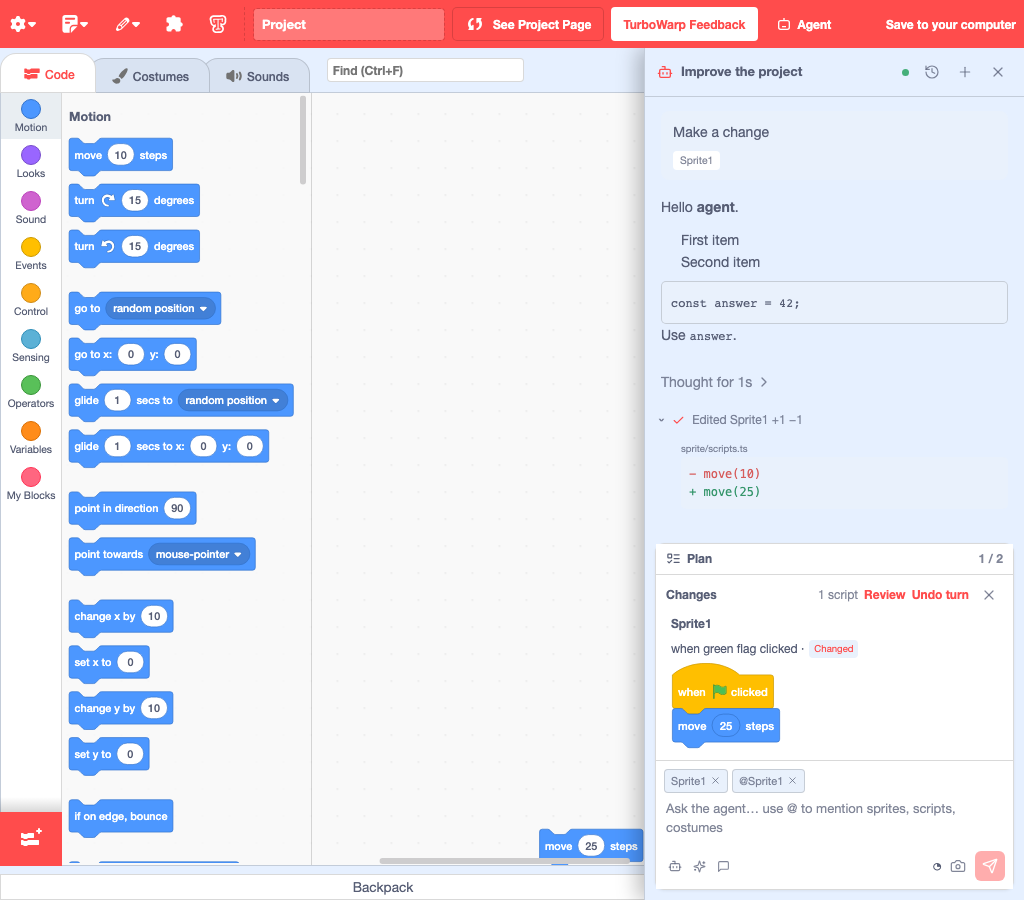 Project
See Project Page
TurboWarp Feedback
Agent
Save to your computer
Code
Costumes
Sounds
Find (Ctrl+F)
Improve the project
Motion
Looks
Sound
Events
Control
Sensing
Operators
Variables
My Blocks
Motion
move 10 steps
turn 15 degrees
turn 15 degrees
go to random position
go to x: 0 y: 0
glide 1 secs to random position
glide 1 secs to x: 0 y: 0
point in direction 90
point towards mouse-pointer
change x by 10
set x to 0
change y by 10
set y to 0
if on edge, bounce
move 25 steps
Backpack
Make a change
Sprite1
Hello agent.
First item
Second item
const answer = 42;
Use answer.
Thought for 1s
Edited Sprite1 +1 −1
sprite/scripts.ts
− move(10)
+ move(25)
Plan 1 / 2
Changes 1 script Review Undo turn
Sprite1
when green flag clicked · Changed
when clicked
move 25 steps
Sprite1 @Sprite1
Ask the agent… use @ to mention sprites, scripts,
costumes